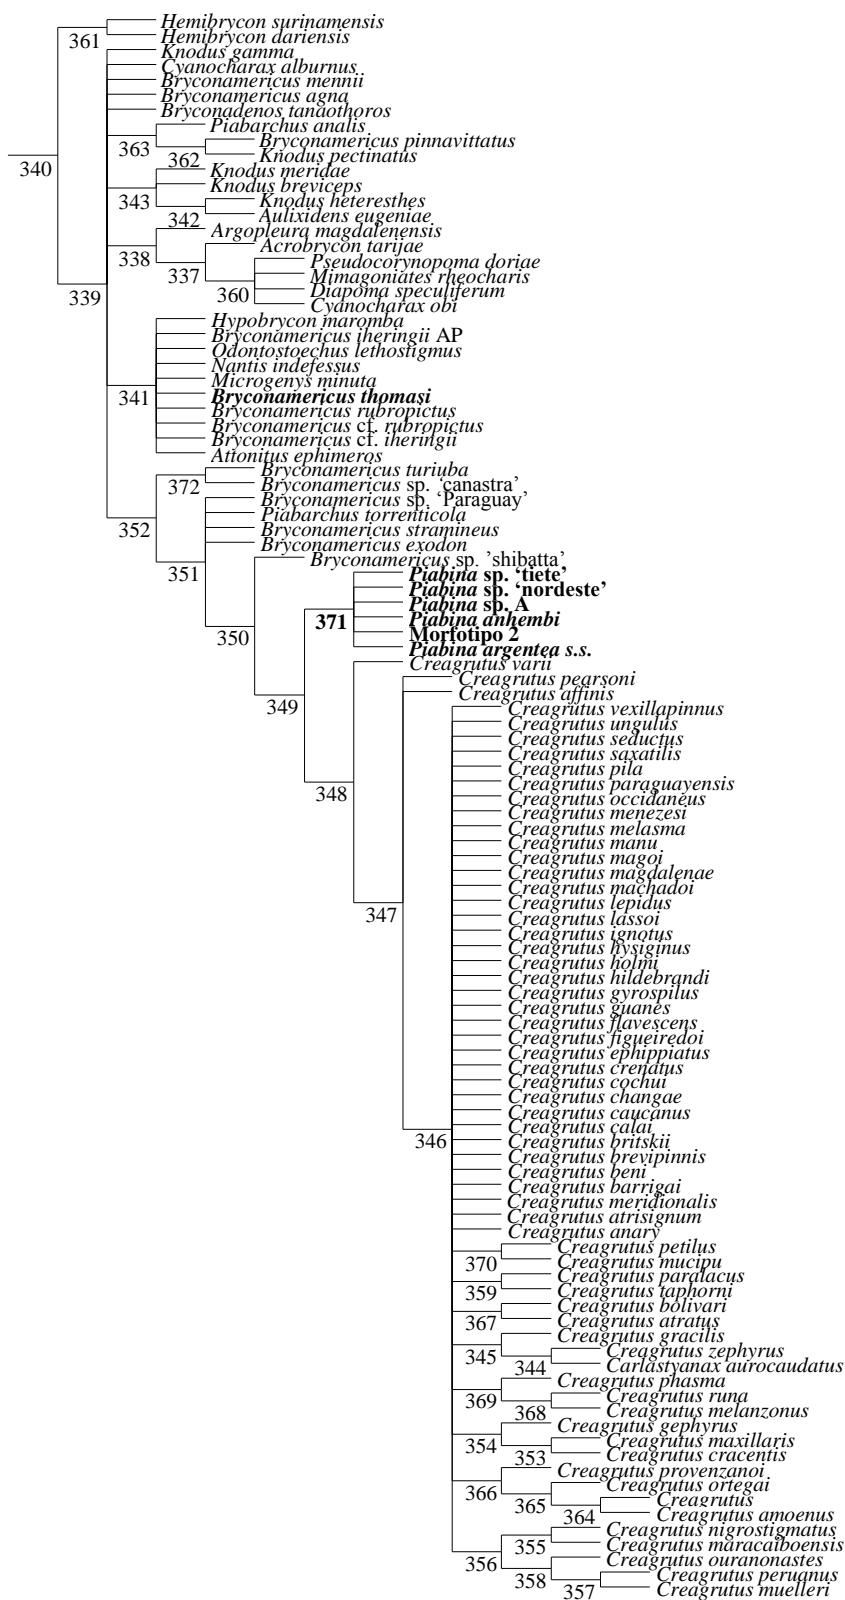 Hemibrycon surinamensis
361
Hemibrycon dariensis
Knodus gamma
Cyanocharax alburnus
Bryconamericus mennii
Bryconamericus agna
Bryconadenos tanaothoros
Piabarchus analis
363
Bryconamericus pinnavittatus
362
Knodus pectinatus
340
Knodus meridae
Knodus breviceps
343
Knodus heteresthes
342
Aulixidens eugeniae
Argopleura magdalenensis
338
Acrobrycon tarijae
337
Pseudocorynopoma doriae
Mimagoniates rheocharis
360
Diapoma speculiferum
339
Cyanocharax obi
Hypobrycon maromba
Bryconamericus iheringii AP
Odontostoechus lethostigmus
Nantis indefessus
Microgenys minuta
341
Bryconamericus thomasi
Bryconamericus rubropictus
Bryconamericus cf. rubropictus
Bryconamericus cf. iheringii
Attonitus ephimeros
Bryconamericus turiuba
372
Bryconamericus sp. ‘canastra’
Bryconamericus sp. ‘Paraguay’
352
Piabarchus torrenticola
Bryconamericus stramineus
Bryconamericus exodon
Bryconamericus sp. ’shibatta’
351
Piabina sp. ‘tiete’
Piabina sp. ‘nordeste’
Piabina sp. A
371
Piabina anhembi
350
Morfotipo 2
Piabina argentea s.s.
Creagrutus varii
Creagrutus pearsoni
Creagrutus affinis
349
Creagrutus vexillapinnus
Creagrutus ungulus
Creagrutus seductus
Creagrutus saxatilis
Creagrutus pila
Creagrutus paraguayensis
348
Creagrutus occidaneus
Creagrutus menezesi
Creagrutus melasma
Creagrutus manu
Creagrutus magoi
Creagrutus magdalenae
Creagrutus machadoi
Creagrutus lepidus
347
Creagrutus lassoi
Creagrutus ignotus
Creagrutus hysiginus
Creagrutus holmi
Creagrutus hildebrandi
Creagrutus gyrospilus
Creagrutus guanes
Creagrutus flavescens
Creagrutus figueiredoi
Creagrutus ephippiatus
Creagrutus crenatus
Creagrutus cochui
Creagrutus changae
Creagrutus caucanus
Creagrutus calai
346
Creagrutus britskii
Creagrutus brevipinnis
Creagrutus beni
Creagrutus barrigai
Creagrutus meridionalis
Creagrutus atrisignum
Creagrutus anary
Creagrutus petilus
370
Creagrutus mucipu
Creagrutus paralacus
359
Creagrutus taphorni
Creagrutus bolivari
367
Creagrutus atratus
Creagrutus gracilis
345
Creagrutus zephyrus
344
Carlastyanax aurocaudatus
Creagrutus phasma
369
Creagrutus runa
368
Creagrutus melanzonus
Creagrutus gephyrus
354
Creagrutus maxillaris
353
Creagrutus cracentis
Creagrutus provenzanoi
366
Creagrutus ortegai
365
Creagrutus
364
Creagrutus amoenus
Creagrutus nigrostigmatus
355
Creagrutus maracaiboensis
356
Creagrutus ouranonastes
358
Creagrutus peruanus
357
Creagrutus muelleri